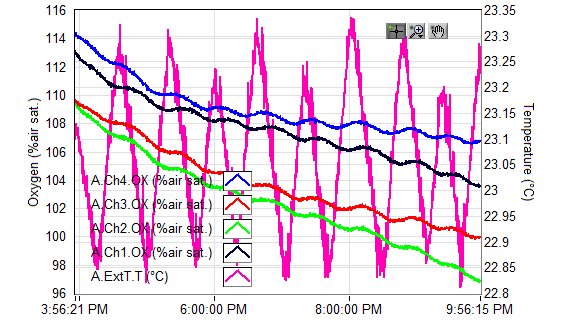 116
114
112
110
108
106
104
102
100
98
96
Oxygen (%air sat.)
23.35
23.3
23.25
23.2
23.15
23.1
23.05
23
22.95
22.9
22.85
22.8
Temperature (°C)
A.Ch4.OX (%air sat.)
A.Ch3.OX (%air sat.)
A.Ch2.OX (%air sat.)
A.Ch1.OX (%air sat.)
A.ExtT.T (°C)
3:56:21 PM 6:00:00 PM 8:00:00 PM 9:56:15 PM